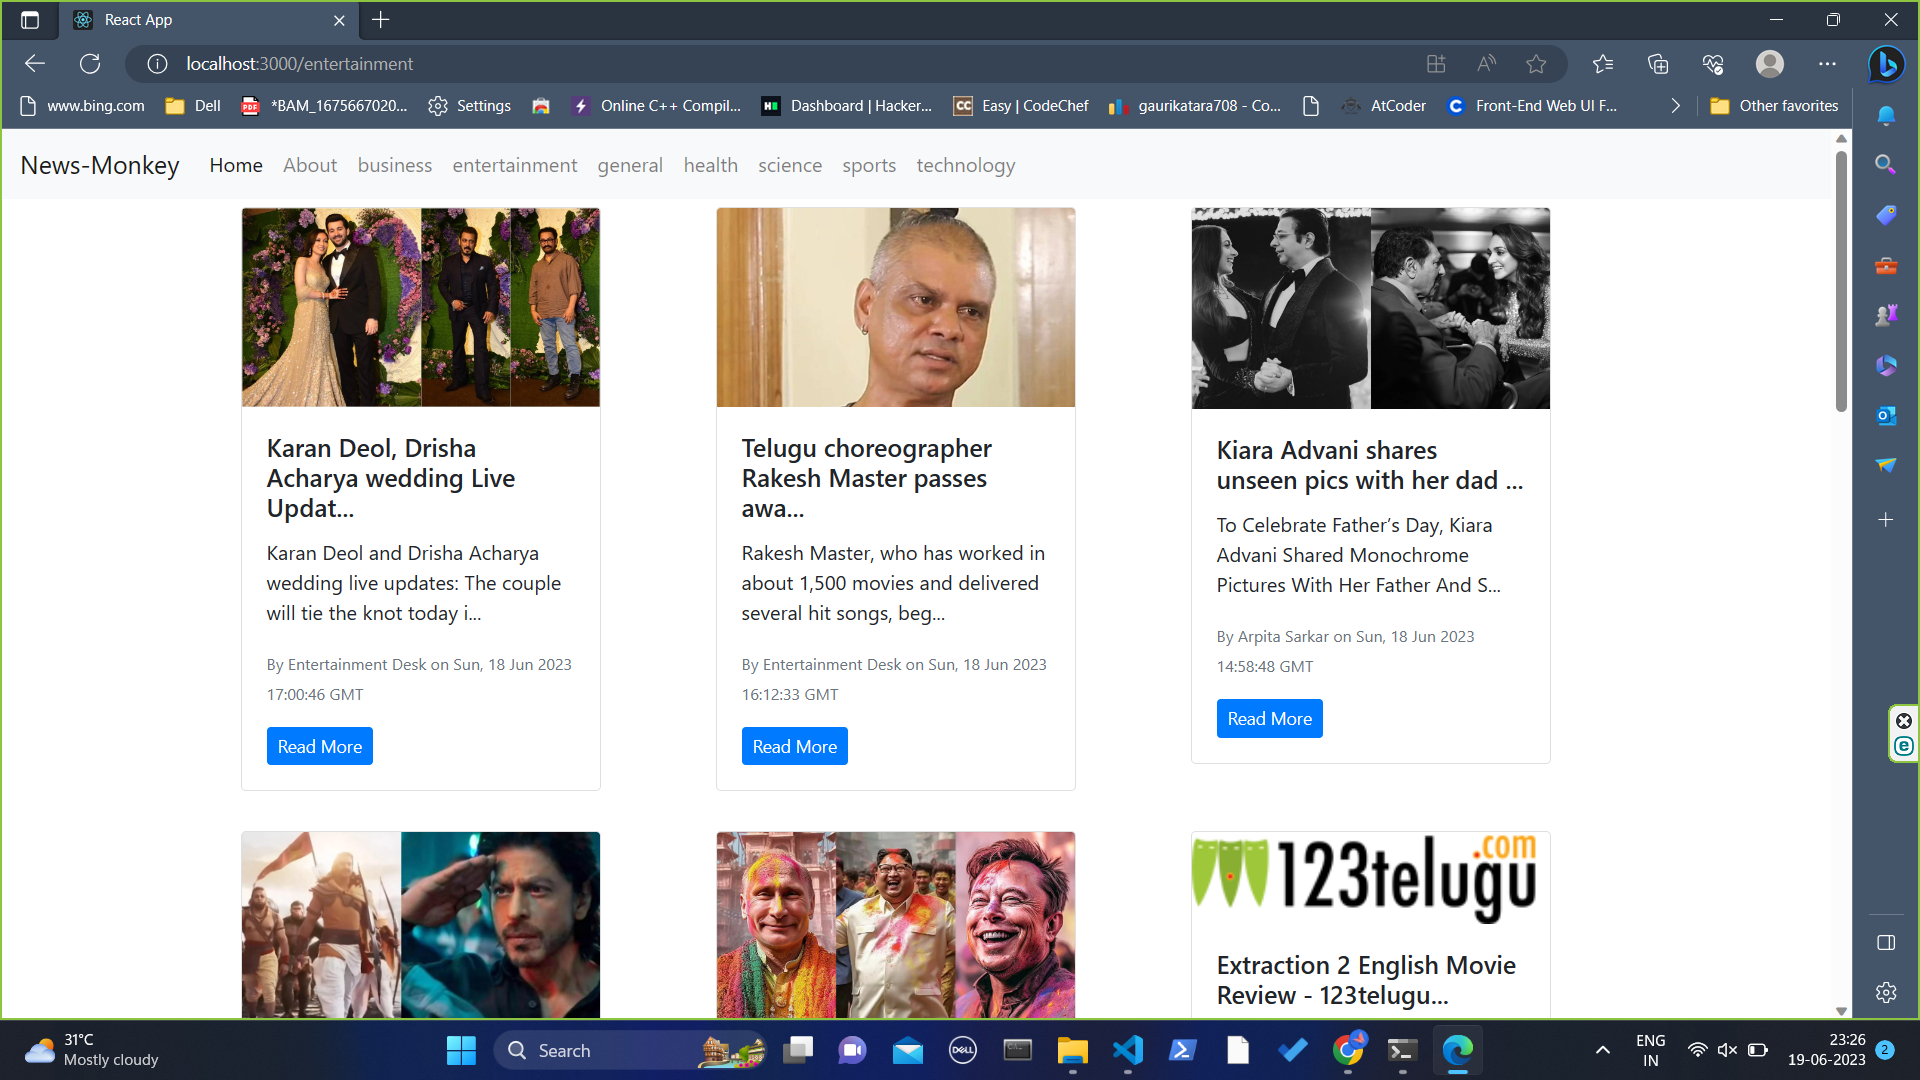 React App
localhost:3000/entertainment
www.bing.com
Dell
*BAM_1675667020...
Settings
Online C++ Compil...
Dashboard | Hacker...
Easy | CodeChef
gaurikatara708 - Co...
AtCoder
Front-End Web UI F...
Other favorites
News-Monkey Home About business entertainment general health science sports technology
Karan Deol, Drisha
Acharya wedding Live
Updat...
Karan Deol and Drisha Acharya
wedding live updates: The couple
will tie the knot today i...
By Entertainment Desk on Sun, 18 Jun 2023
17:00:46 GMT
Read More
Telugu choreographer
Rakesh Master passes
awa...
Rakesh Master, who has worked in
about 1,500 movies and delivered
several hit songs, beg...
By Entertainment Desk on Sun, 18 Jun 2023
16:12:33 GMT
Read More
Kiara Advani shares
unseen pics with her dad ...
To Celebrate Father’s Day, Kiara
Advani Shared Monochrome
Pictures With Her Father And S...
By Arpita Sarkar on Sun, 18 Jun 2023
14:58:48 GMT
Read More
123telugu
.com
Extraction 2 English Movie
Review - 123telugu...
31°C
Mostly cloudy
Search
DELL
ENG
IN
23:26
19-06-2023
2